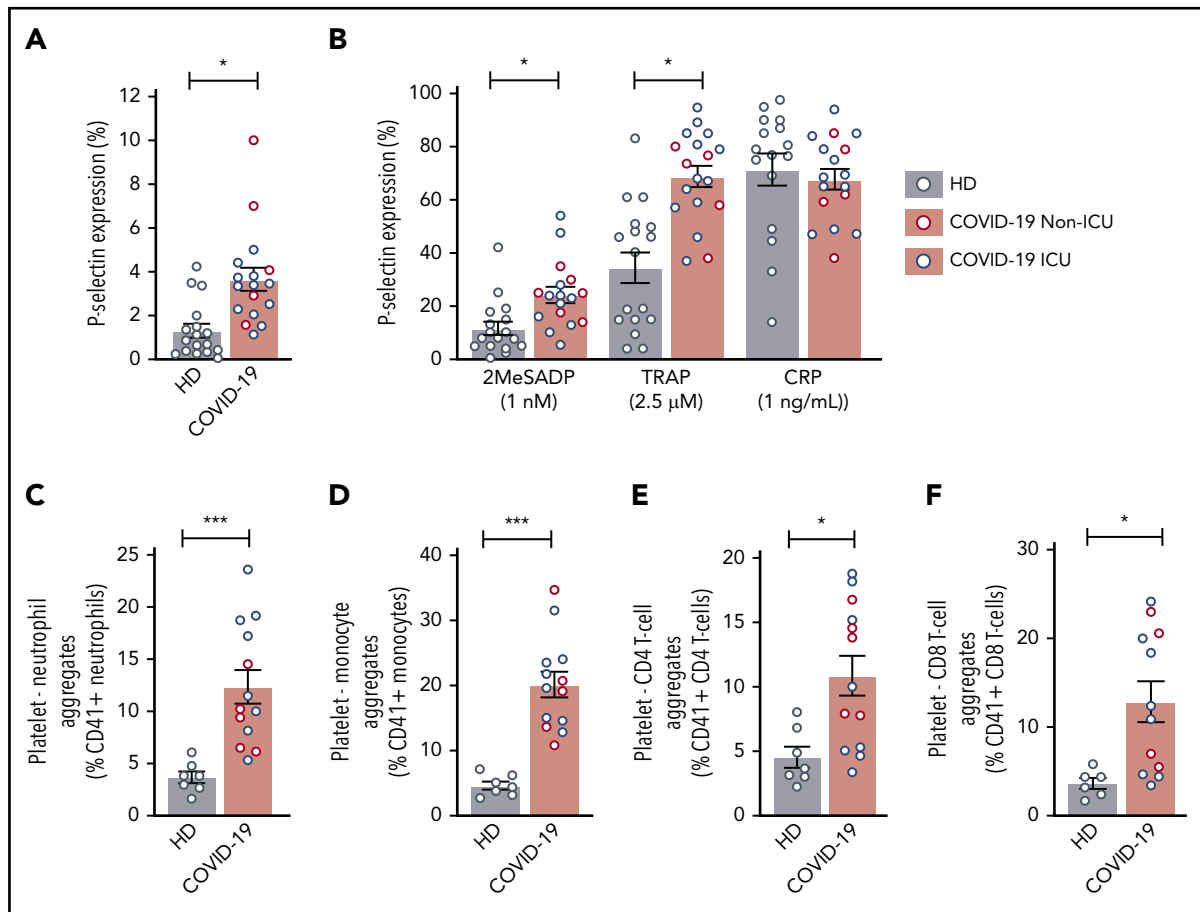 A
P-selectin expression (%)
12
10
8
6
4
2
0
*
HD
COVID-19
B
P-selectin expression (%)
100
80
60
40
20
0
*
*
2MeSADP
(1 nM)
TRAP
(2.5 μM)
CRP
(1 ng/mL))
HD
COVID-19 Non-ICU
COVID-19 ICU
C
Platelet - neutrophil
aggregates
(% CD41+ neutrophils)
25
20
15
10
5
0
***
HD
COVID-19
D
Platelet - monocyte
aggregates
(% CD41+ monocytes)
40
30
20
10
0
***
HD
COVID-19
E
Platelet - CD4 T-cell
aggregates
(% CD41+ CD4 T-cells)
20
15
10
5
0
*
HD
COVID-19
F
Platelet - CD8 T-cell
aggregates
(% CD41+ CD8 T-cells)
30
20
10
0
*
HD
COVID-19